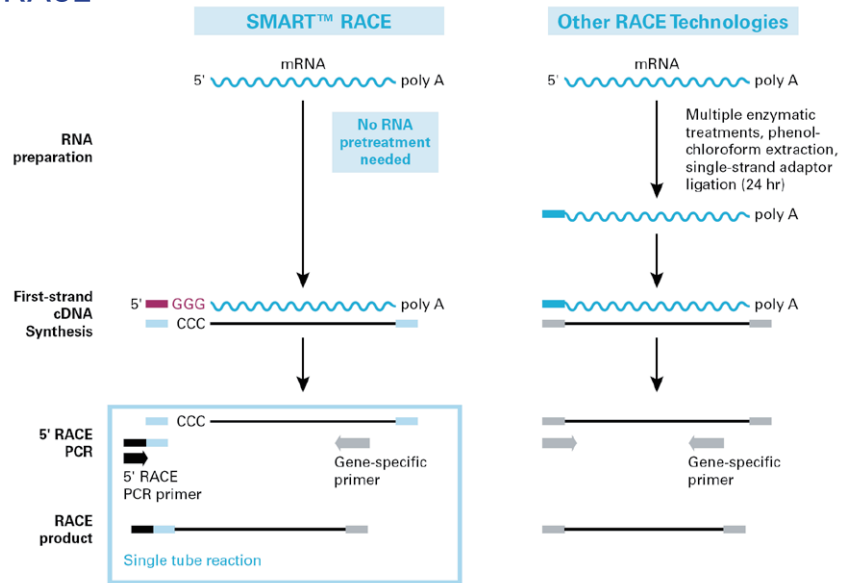 RACE
SMART™ RACE
Other RACE Technologies
mRNA
5' poly A
mRNA
5' poly A
RNA
preparation
No RNA
pretreatment
needed
Multiple enzymatic
treatments, phenol-
chloroform extraction,
single-strand adaptor
ligation (24 hr)
poly A
First-strand
cDNA
Synthesis
5' GGG poly A
CCC
poly A
5' RACE
PCR
CCC
5' RACE
PCR primer
Gene-specific
primer
Gene-specific
primer
RACE
product
Single tube reaction